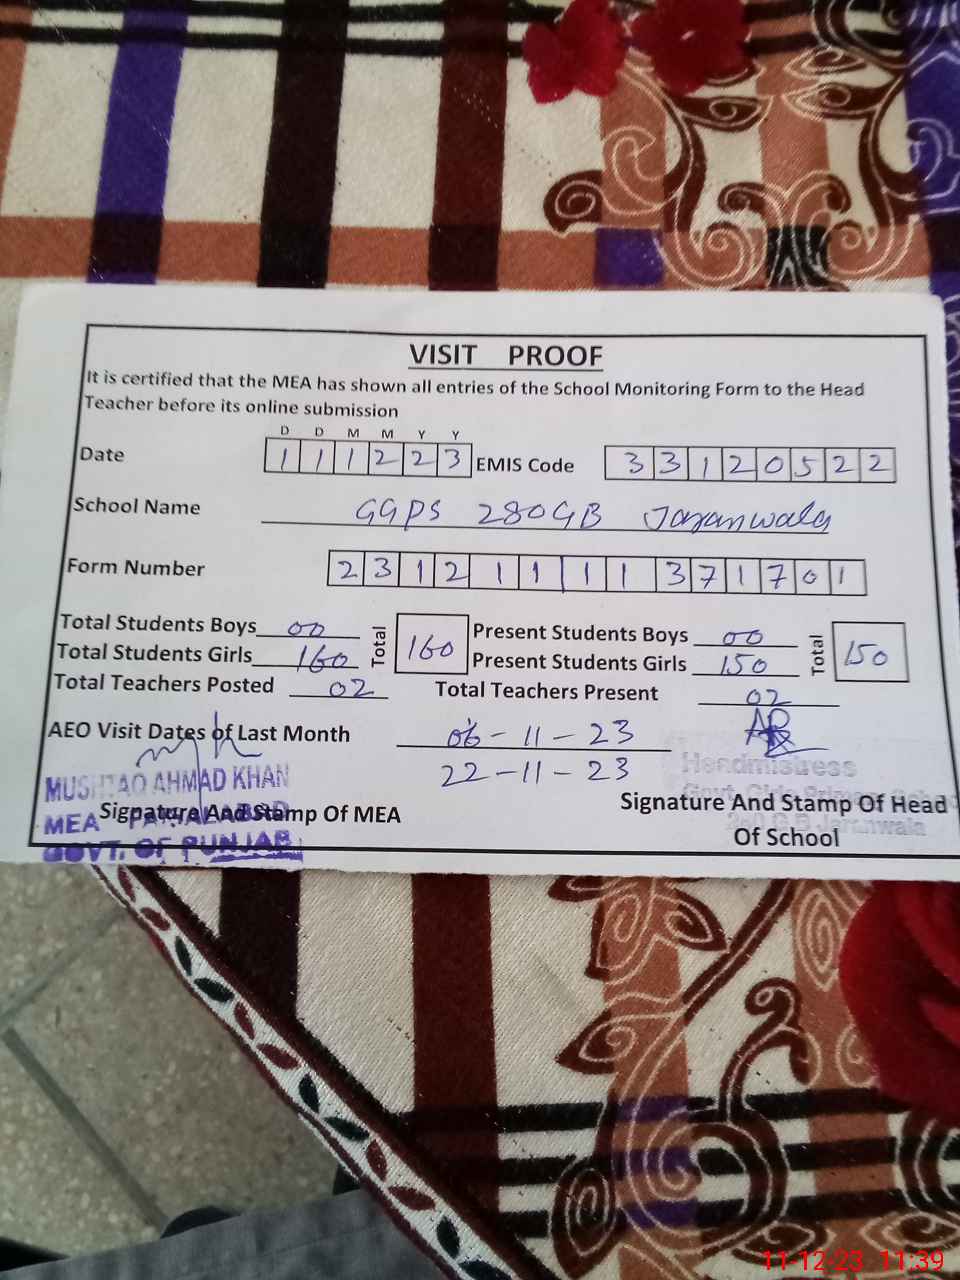 VISIT PROOF
It is certified that the MEA has shown all entries of the School Monitoring Form to the Head
Teacher before its online submission
D D M M Y Y
Date 1 1 1 2 2 3 EMIS Code 3 3 1 2 0 5 2 2
School Name GGPS 280GB Jaranwala
Form Number 2 3 1 2 1 1 1 1 3 7 1 7 0 1
Total Students Boys 00 Total 160 Present Students Boys 00 Total 150
Total Students Girls 160 Present Students Girls 150
Total Teachers Posted 02 Total Teachers Present 02
AEO Visit Dates of Last Month 06-11-23
22-11-23
MUSHTAQ AHMAD KHAN
MEA
GOVT. OF PUNJAB
Signature And Stamp Of MEA
Headmistress
Govt. Girls Primary School
280 G.B Jaranwala
Signature And Stamp Of Head
Of School
11-12-23 11:39